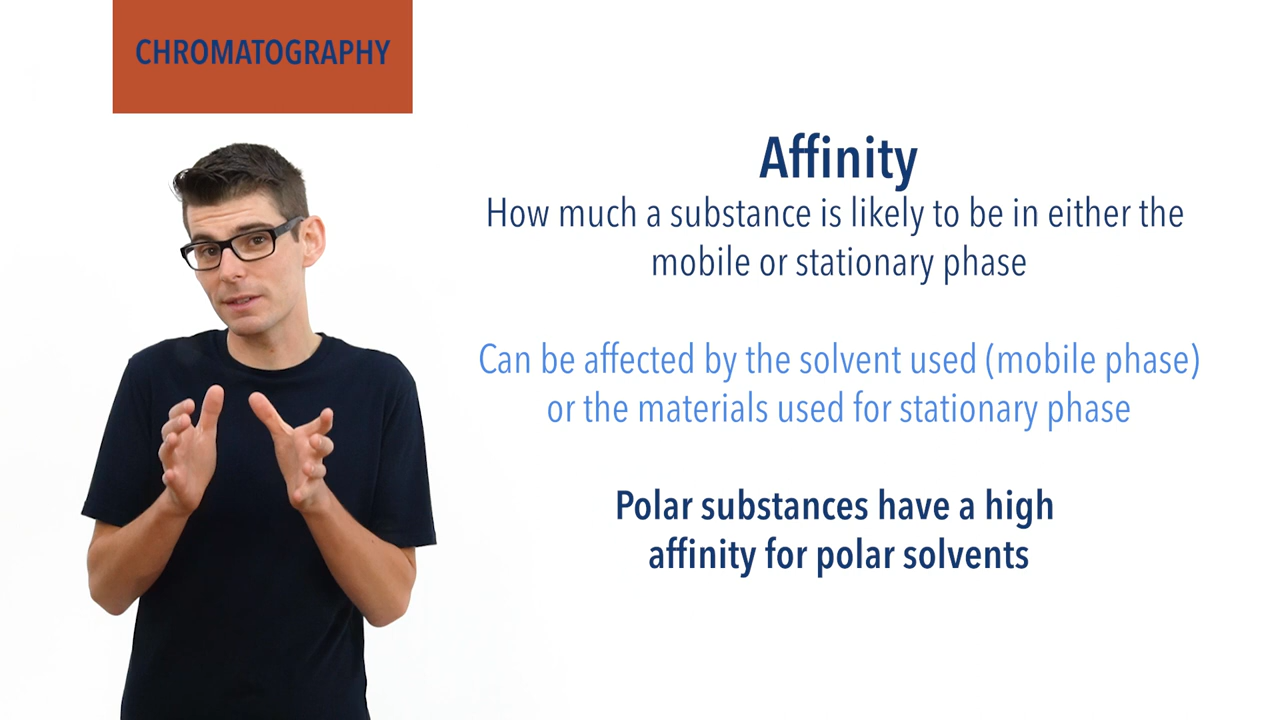 CHROMATOGRAPHY
Affinity
How much a substance is likely to be in either the
mobile or stationary phase
Can be affected by the solvent used (mobile phase)
or the materials used for stationary phase
Polar substances have a high
affinity for polar solvents